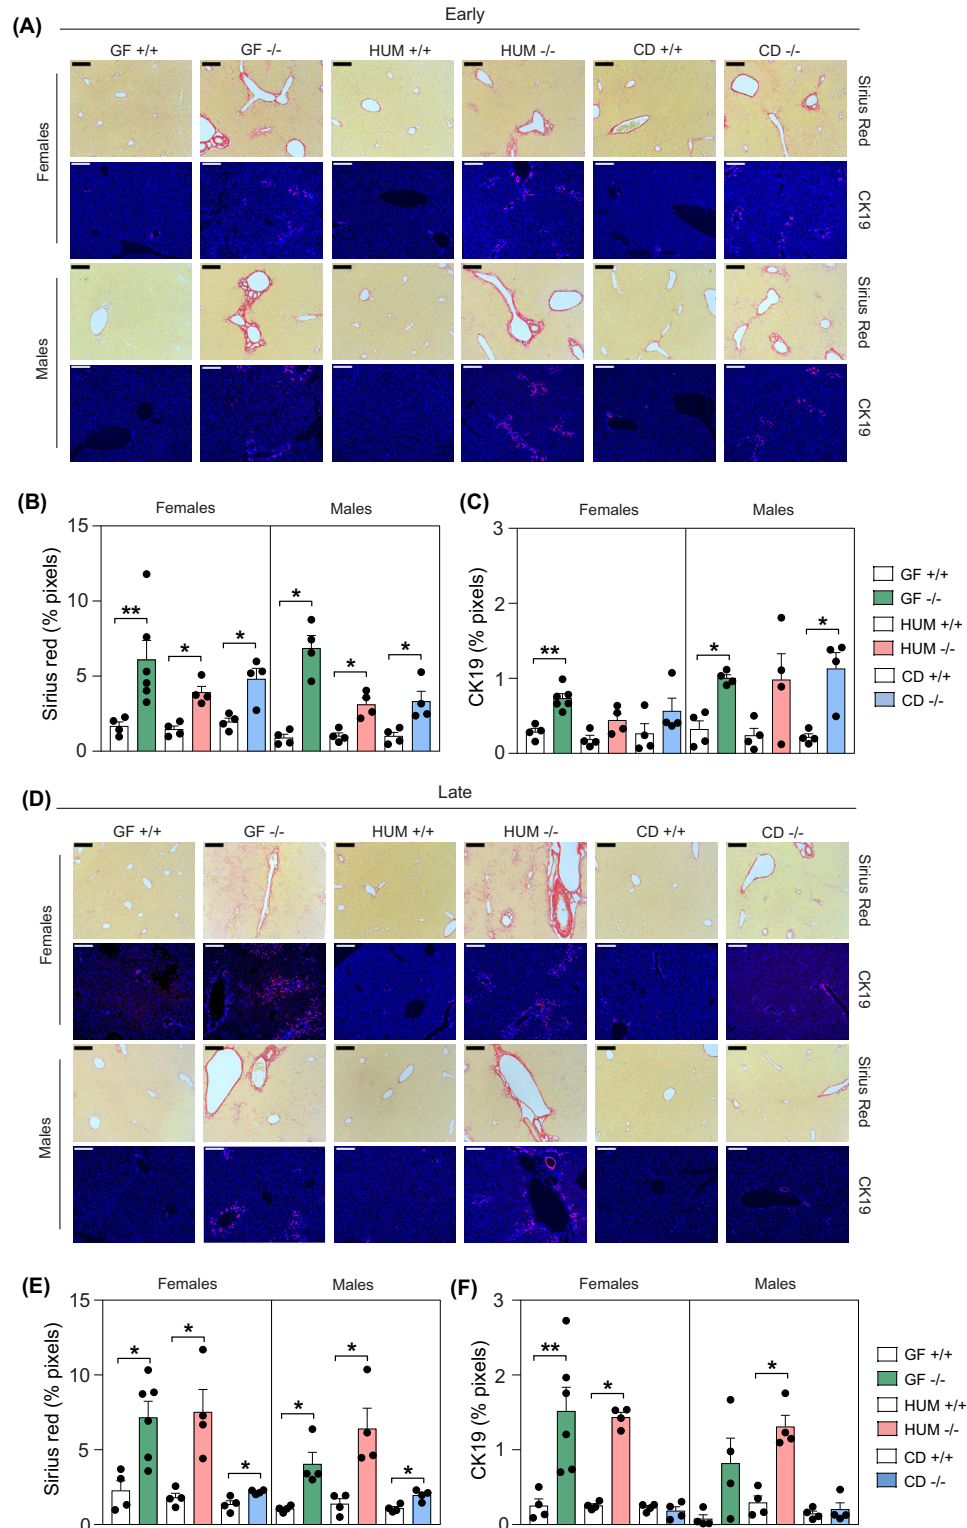 (A)
Early
GF +/+ GF -/- HUM +/+ HUM -/- CD +/+ CD -/-
Females
Sirius Red
CK19
Males
Sirius Red
CK19
(B)
Females Males
Sirius red (% pixels)
15
10
5
0
** * * * * *
(C)
Females Males
CK19 (% pixels)
3
2
1
0
** * *
GF +/+
GF -/-
HUM +/+
HUM -/-
CD +/+
CD -/-
(D)
Late
GF +/+ GF -/- HUM +/+ HUM -/- CD +/+ CD -/-
Females
Sirius Red
CK19
Males
Sirius Red
CK19
(E)
Females Males
Sirius red (% pixels)
15
10
5
0
* * * * * *
(F)
Females Males
CK19 (% pixels)
3
2
1
0
** * *
GF +/+
GF -/-
HUM +/+
HUM -/-
CD +/+
CD -/-